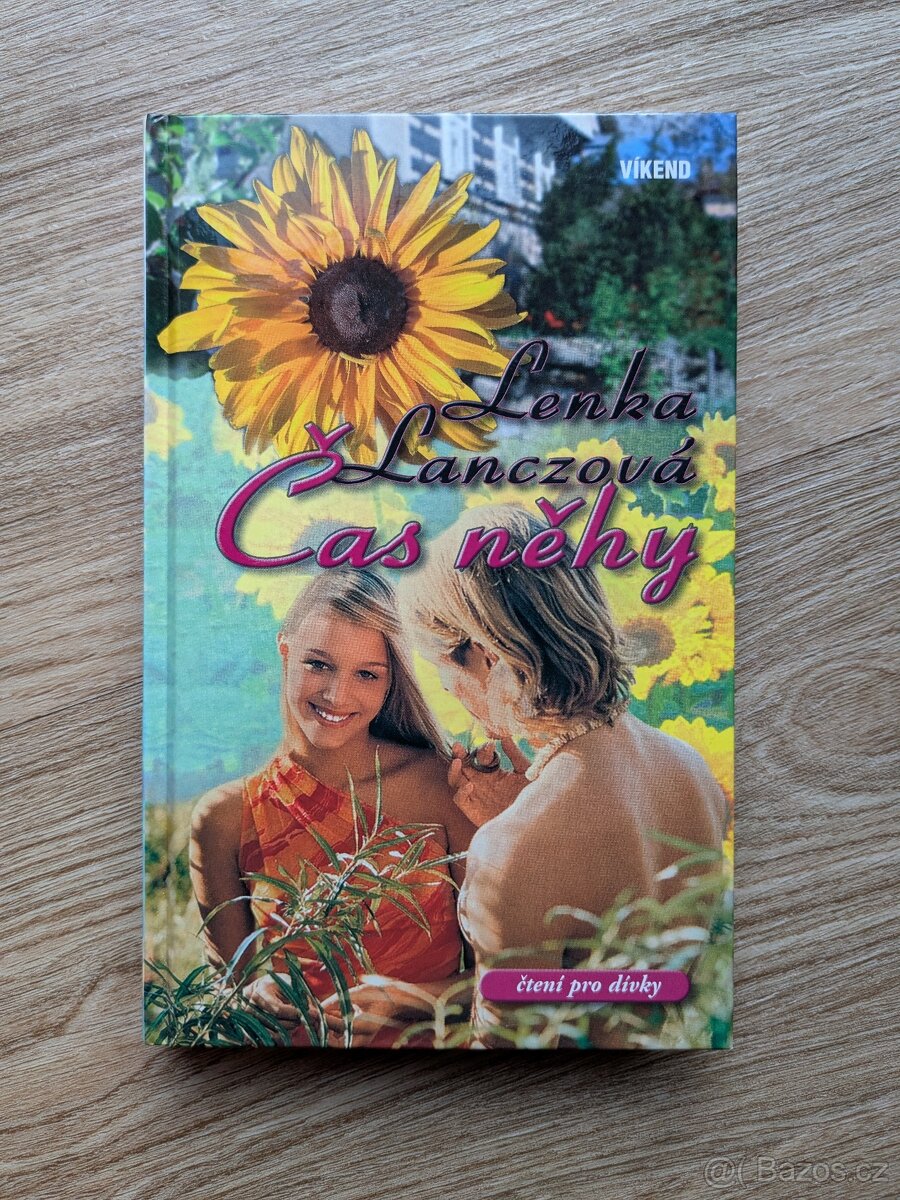 VÍKEND
Lenka
Lanczová
Čas něhy
čtení pro dívky
@( Bazos.cz